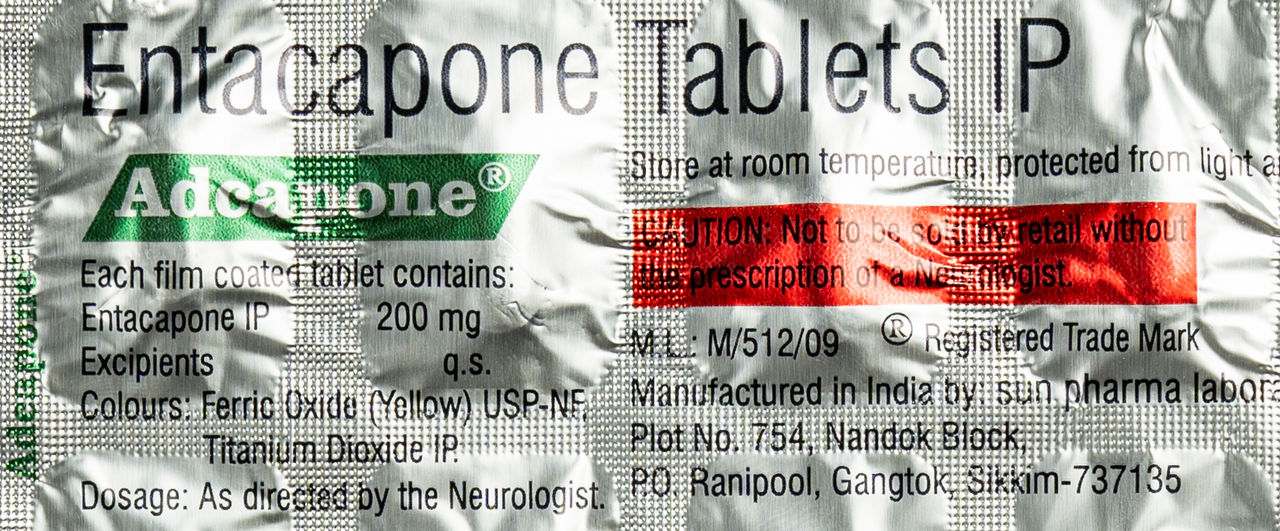 Entacapone Tablets IP
Adcapone®
Each film coated tablet contains:
Entacapone IP 200 mg
Excipients q.s.
Colours: Ferric Oxide (Yellow) USP-NF,
Titanium Dioxide IP.
Dosage: As directed by the Neurologist.
Store at room temperature, protected from light
CAUTION: Not to be sold by retail without
the prescription of a Neurologist.
M.L.: M/512/09 ® Registered Trade Mark
Manufactured in India by: sun pharma
Plot No. 754, Nandok Block,
P.O. Ranipool, Gangtok, Sikkim-737135
Adcapone